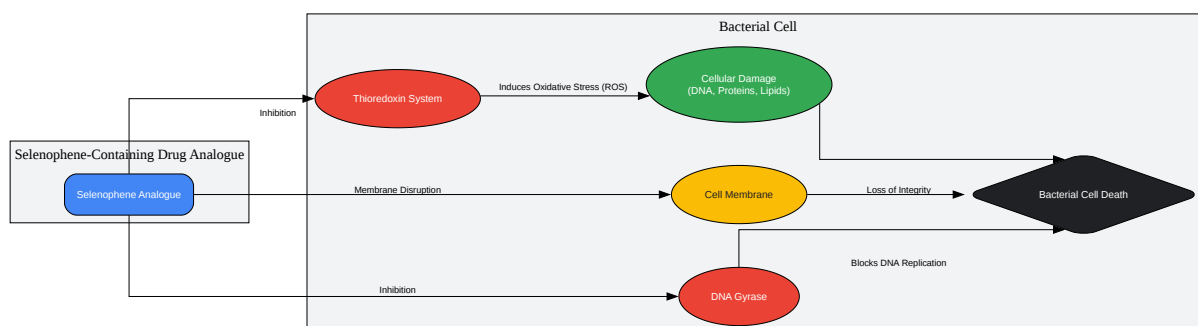 Bacterial Cell
Cellular Damage
(DNA, Proteins, Lipids)
Induces Oxidative Stress (ROS)
Thioredoxin System
Inhibition
Selenophene-Containing Drug Analogue
Selenophene Analogue
Membrane Disruption
Cell Membrane
Loss of Integrity
Bacterial Cell Death
Blocks DNA Replication
Inhibition
DNA Gyrase